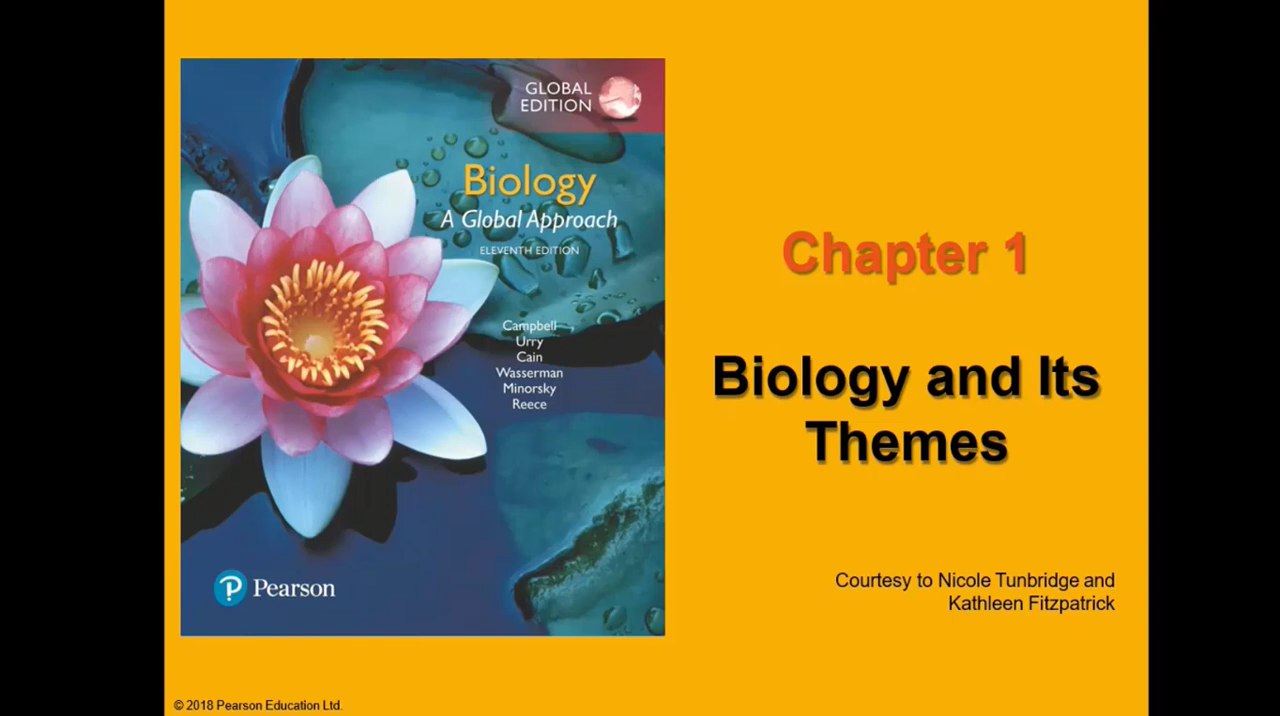 GLOBAL
EDITION
Biology
A Global Approach
ELEVENTH EDITION
Campbell
Urry
Cain
Wasserman
Minorsky
Reece
Pearson
Chapter 1
Biology and Its
Themes
Courtesy to Nicole Tunbridge and
Kathleen Fitzpatrick
© 2018 Pearson Education Ltd.